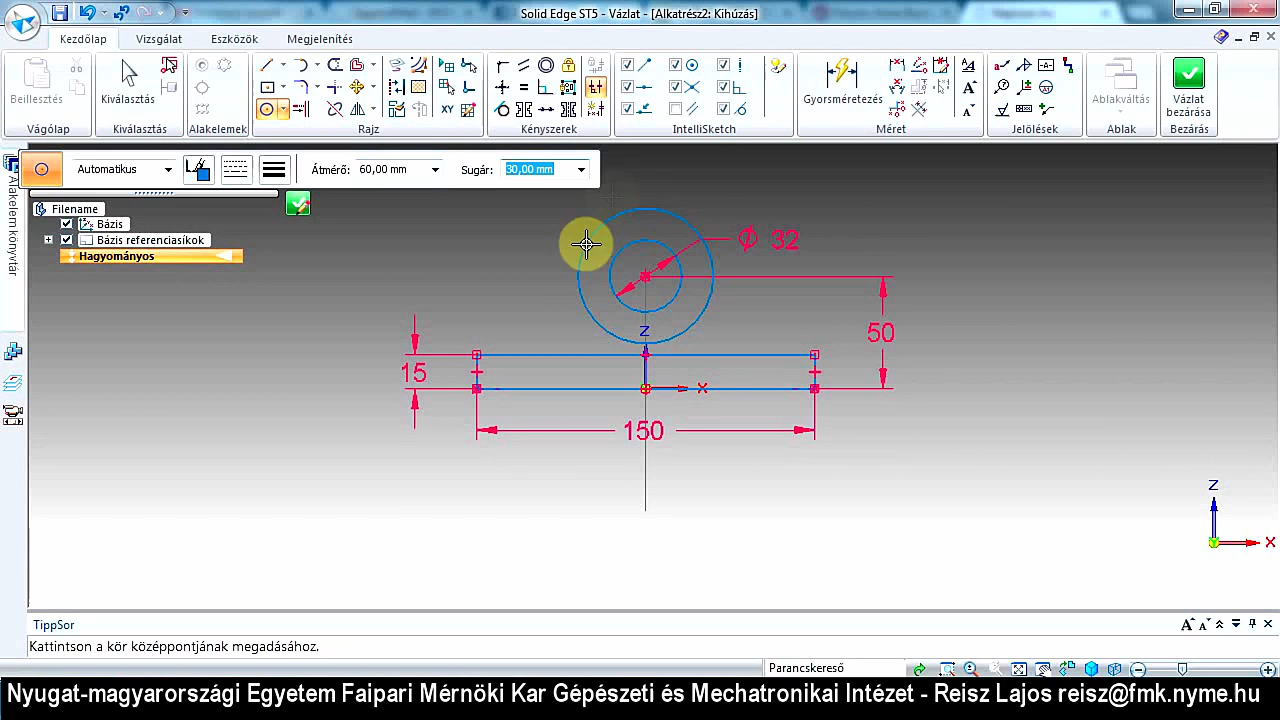 Solid Edge ST5 - Vázlat - [Alkatrész2: Kihúzás]
Kezdőlap Vizsgálat Eszközök Megjelenítés
Beillesztés Kiválasztás Gyorsméretezés Ablakváltás Vázlat bezárása
XY
Vágólap Kiválasztás Alakelemek Rajz Kényszerek IntelliSketch Méret Jelölések Ablak Bezárás
Automatikus Átmérő: 60,00 mm Sugár: 30,00 mm
Alakelem könyvtár
Filename
Bázis
Bázis referenciasíkok
Hagyományos
Ø 32
50
Z
15
X
150
Z
X
TippSor
Kattintson a kör középpontjának megadásához.
Parancskereső
Nyugat-magyarországi Egyetem Faipari Mérnöki Kar Gépészeti és Mechatronikai Intézet - Reisz Lajos reisz@fmk.nyme.hu